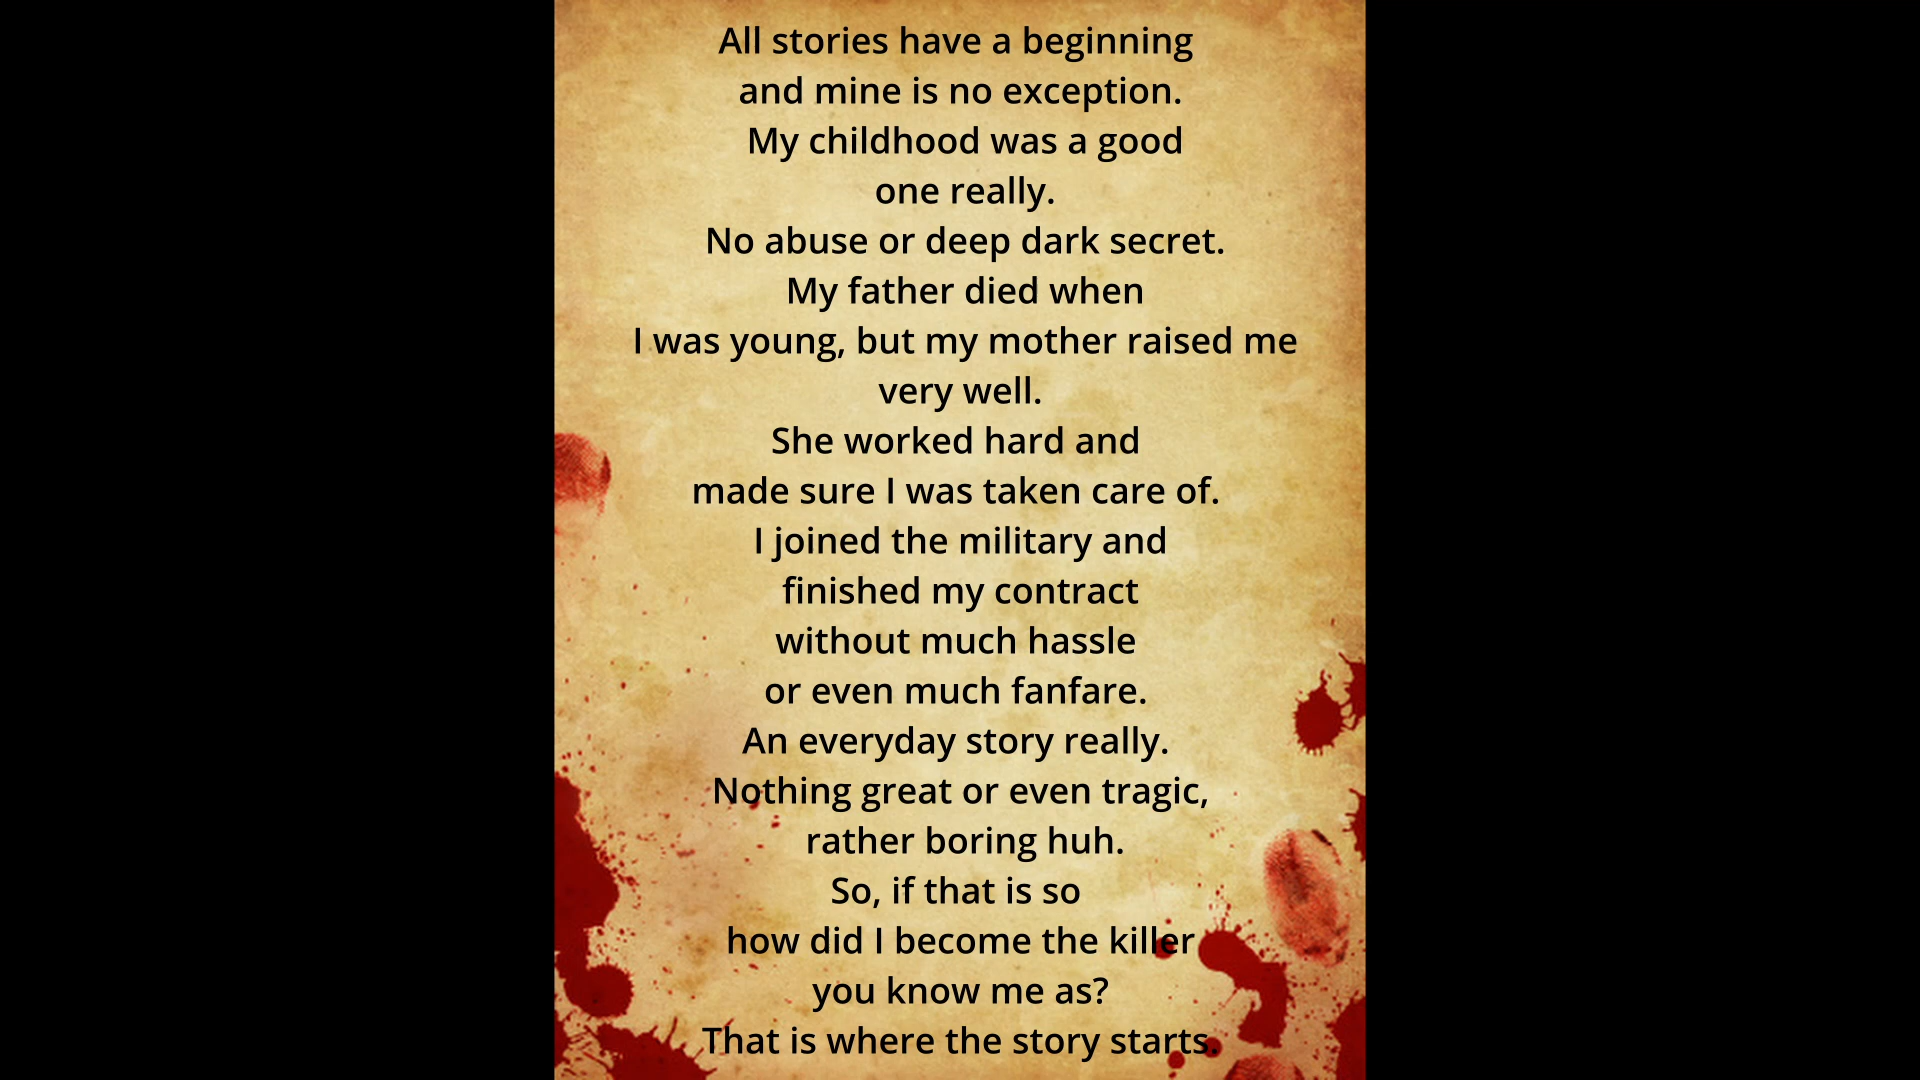 All stories have a beginning
and mine is no exception.
My childhood was a good
one really.
No abuse or deep dark secret.
My father died when
I was young, but my mother raised me
very well.
She worked hard and
made sure I was taken care of.
I joined the military and
finished my contract
without much hassle
or even much fanfare.
An everyday story really.
Nothing great or even tragic,
rather boring huh.
So, if that is so
how did I become the killer
you know me as?
That is where the story starts.